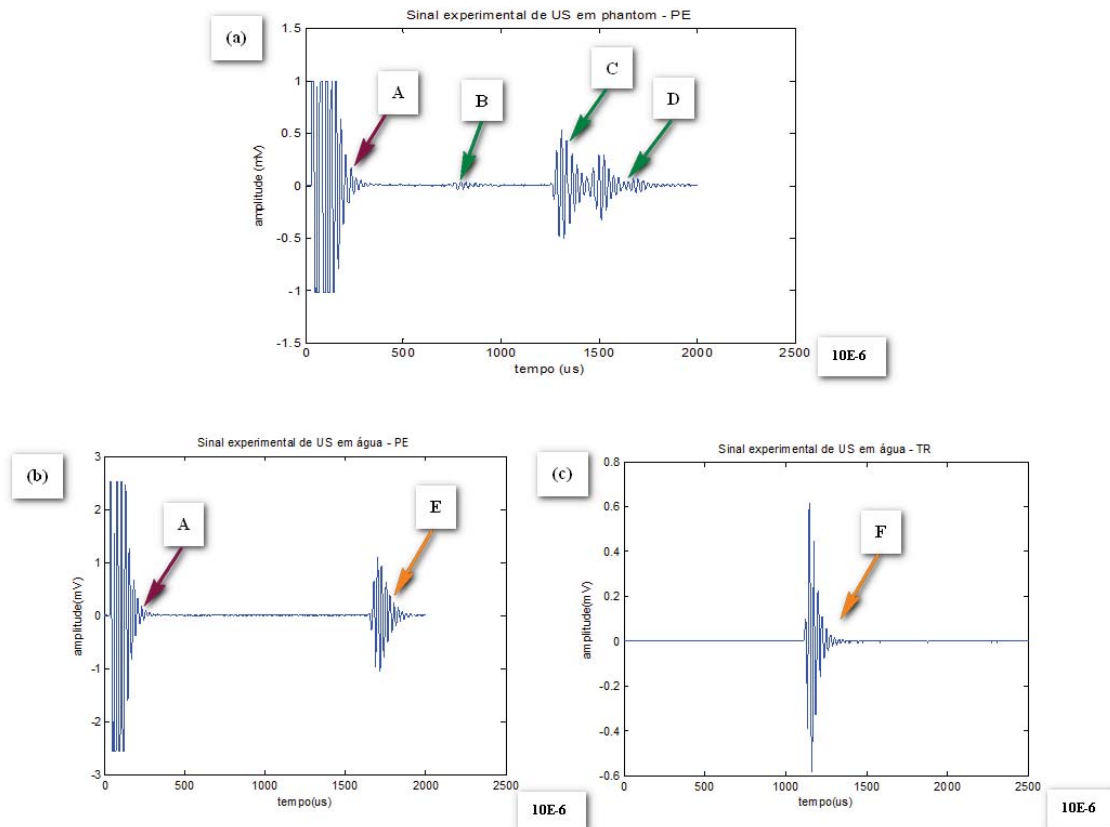 Sinal experimental de US em phantom - PE
(a)
1.5
1
0.5
0
-0.5
-1
-1.5
amplitude (mV)
A
B
C
D
0
500
1000
1500
2000
2500
tempo (us)
10E-6
Sinal experimental de US em água - PE
(b)
3
2
1
0
-1
-2
-3
amplitude(mV)
A
E
0
500
1000
1500
2000
2500
tempo(us)
10E-6
Sinal experimental de US em água - TR
(c)
0.8
0.6
0.4
0.2
0
-0.2
-0.4
-0.6
amplitude(mV)
F
0
500
1000
1500
2000
2500
tempo(us)
10E-6